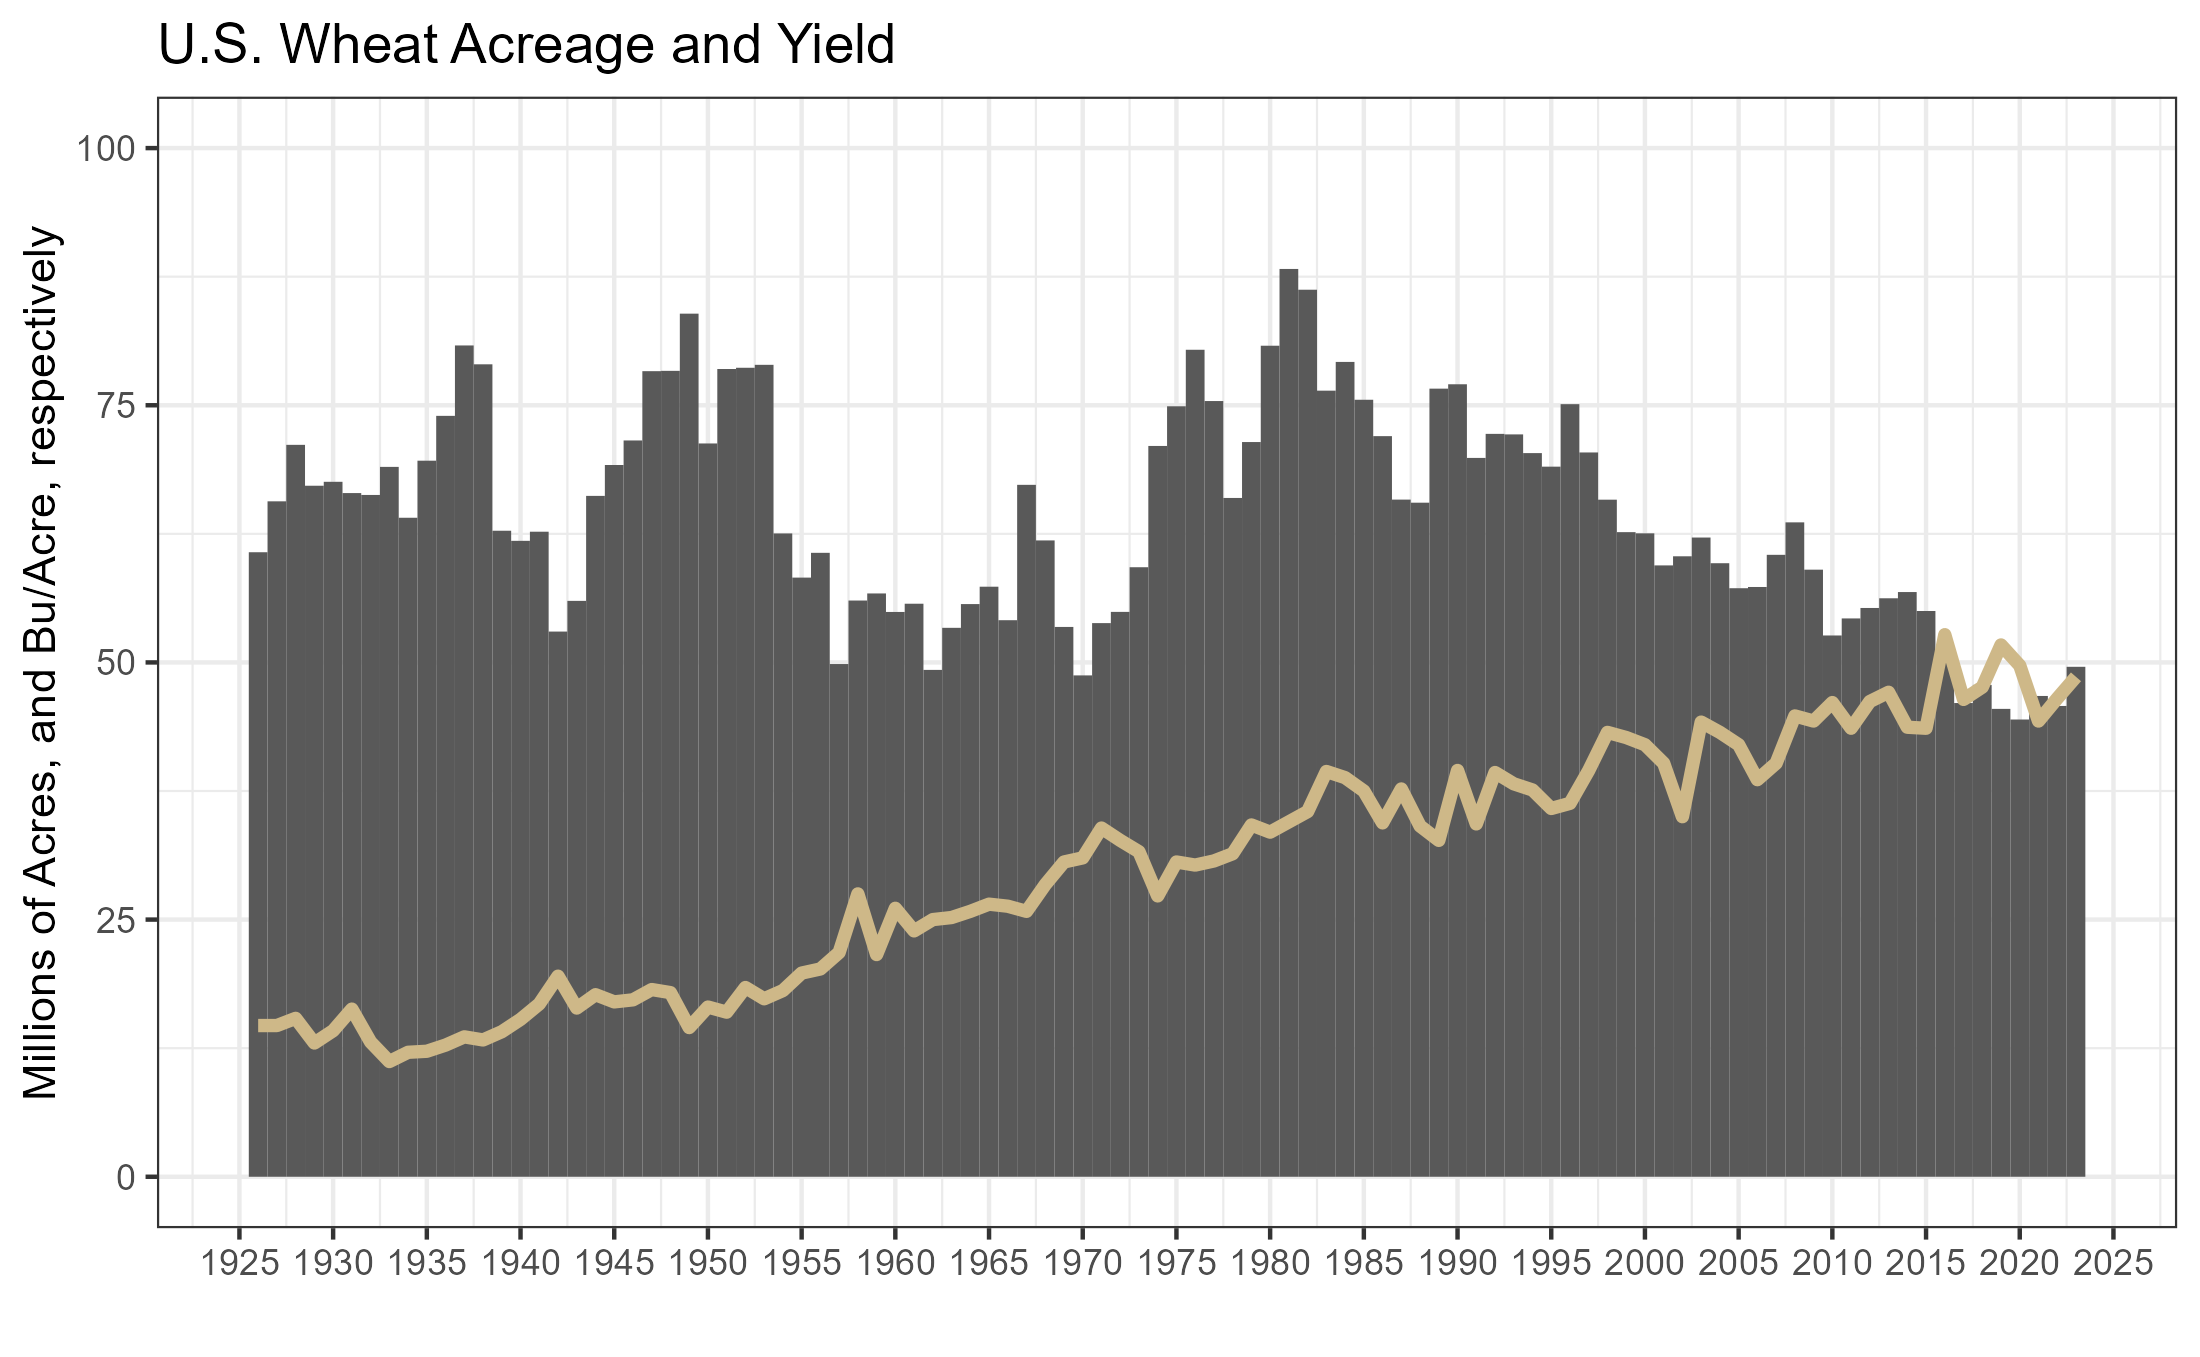 U.S. Wheat Acreage and Yield
Millions of Acres, and Bu/Acre, respectively
100
75
50
25
0
1925 1930 1935 1940 1945 1950 1955 1960 1965 1970 1975 1980 1985 1990 1995 2000 2005 2010 2015 2020 2025